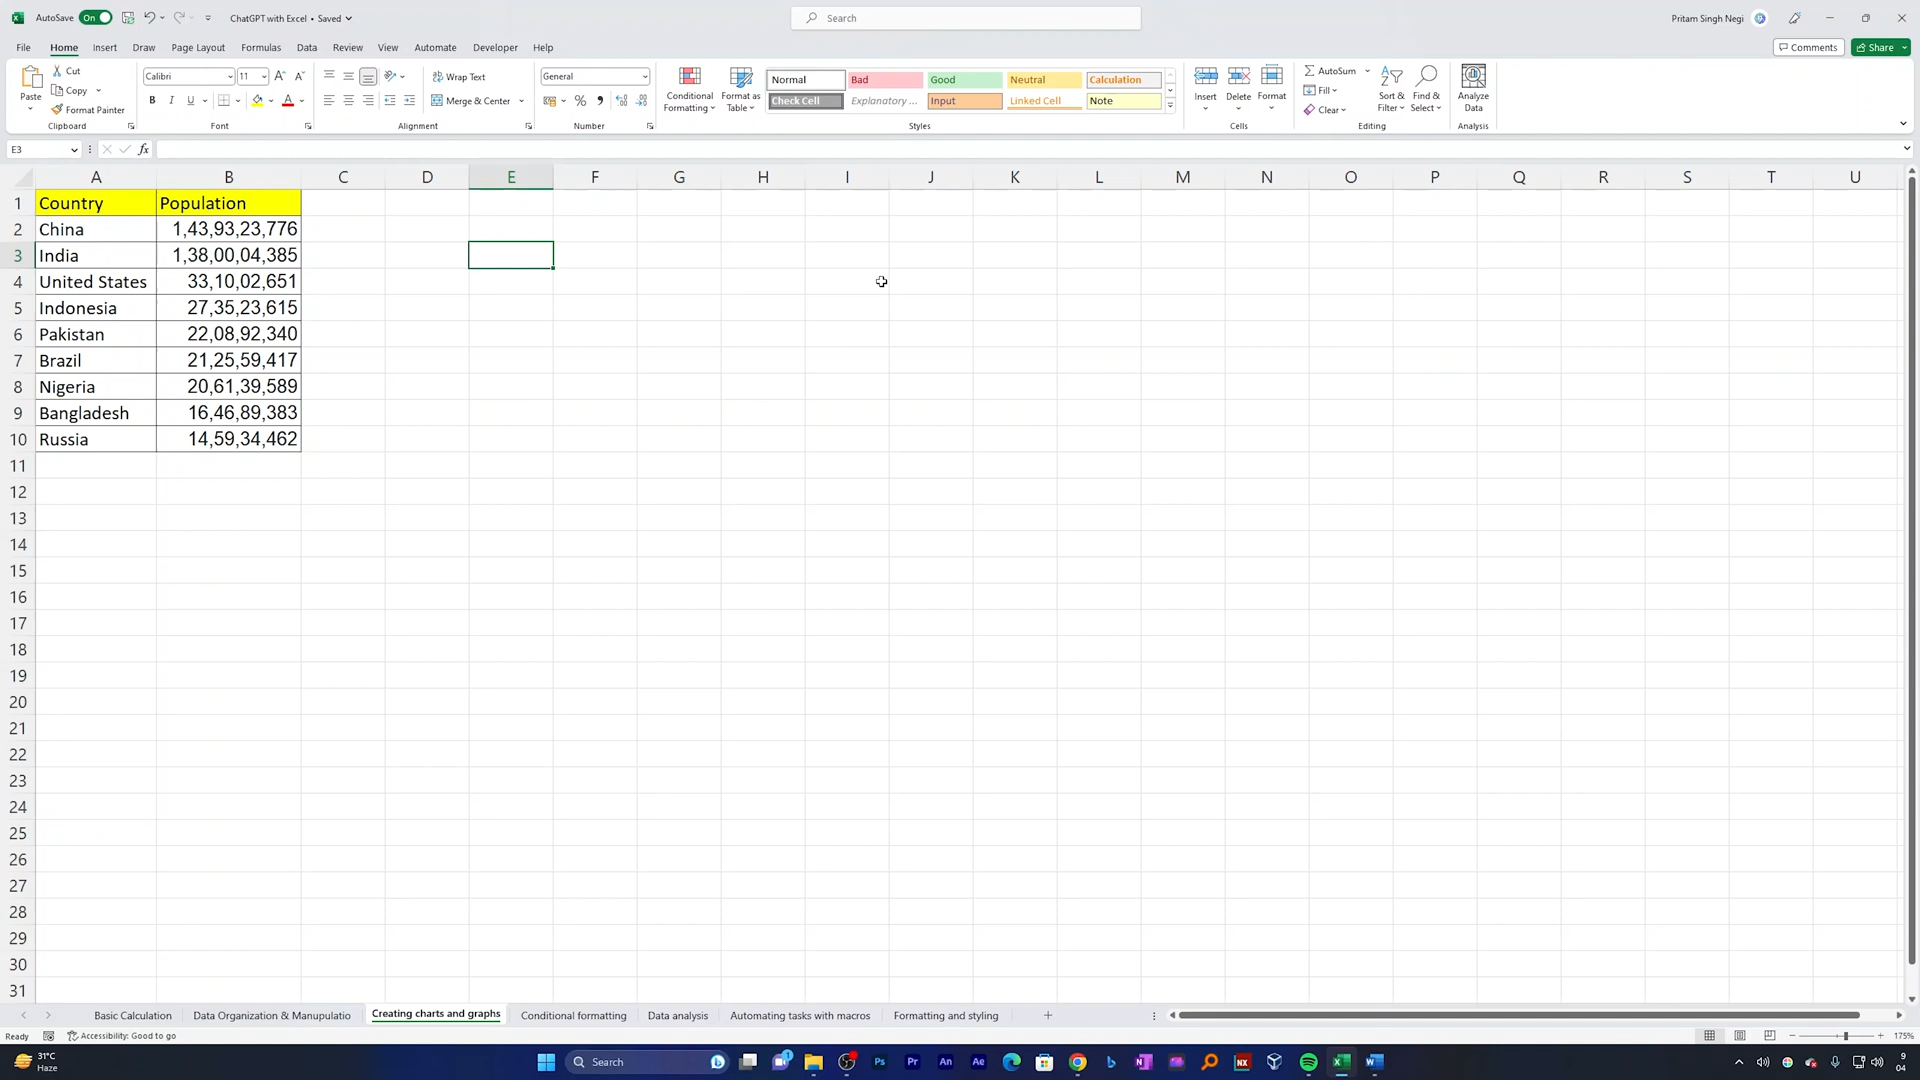 AutoSave On ChatGPT with Excel • Saved Search Pritam Singh Negi
File Home Insert Draw Page Layout Formulas Data Review View Automate Developer Help Comments Share
Paste Cut Copy Format Painter Clipboard
Calibri 11 B I U A Font
Wrap Text Merge & Center Alignment
General % Number
Conditional Formatting Format as Table
Normal Bad Good Neutral Calculation
Check Cell Explanatory ... Input Linked Cell Note
Styles
Insert Delete Format Cells
AutoSum Fill Clear Sort & Filter Find & Select Editing
Analyze Data Analysis
E3 fx
A B C D E F G H I J K L M N O P Q R S T U
1 Country Population
2 China 1,43,93,23,776
3 India 1,38,00,04,385
4 United States 33,10,02,651
5 Indonesia 27,35,23,615
6 Pakistan 22,08,92,340
7 Brazil 21,25,59,417
8 Nigeria 20,61,39,589
9 Bangladesh 16,46,89,383
10 Russia 14,59,34,462
11
12
13
14
15
16
17
18
19
20
21
22
23
24
25
26
27
28
29
30
31
Basic Calculation Data Organization & Manupulatio Creating charts and graphs Conditional formatting Data analysis Automating tasks with macros Formatting and styling
Ready Accessibility: Good to go 175%
31°C Search Ps Pr An Ae 9
Haze 04